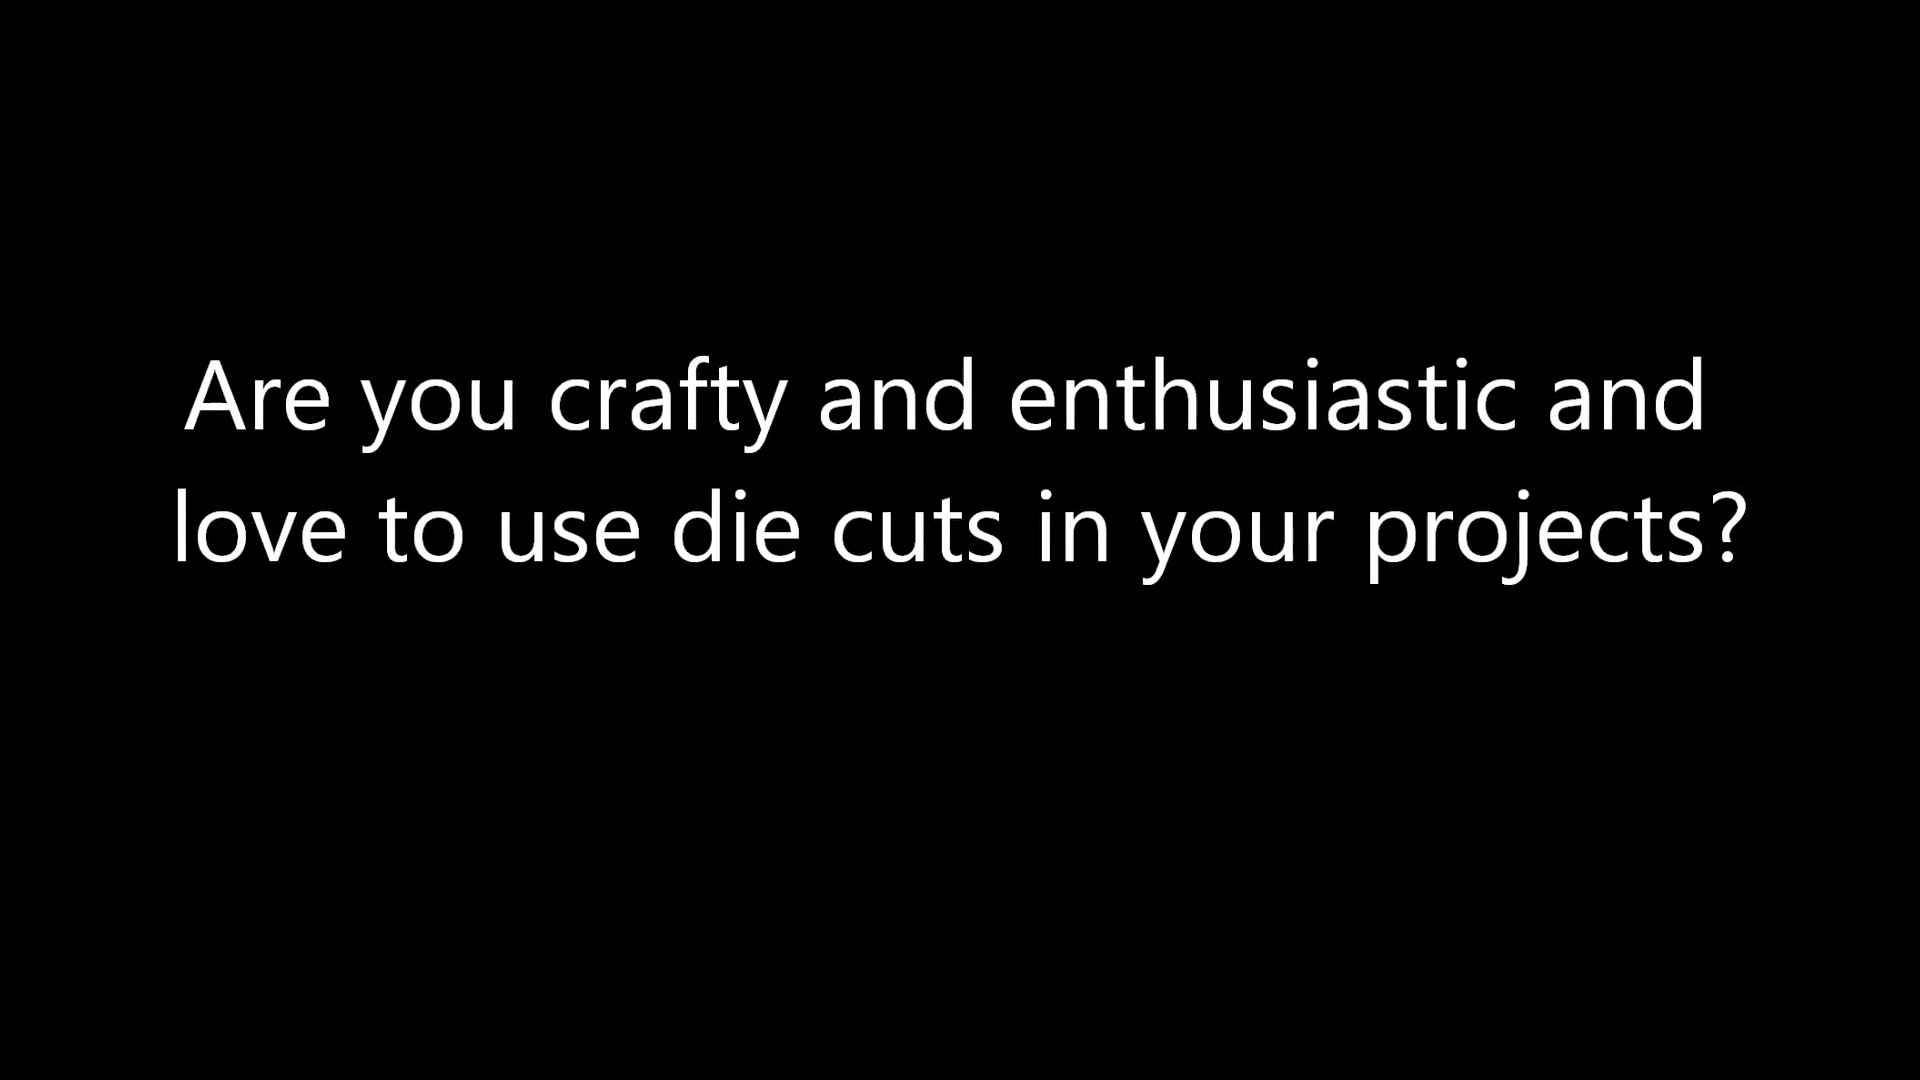 Are you crafty and enthusiastic and
love to use die cuts in your projects?